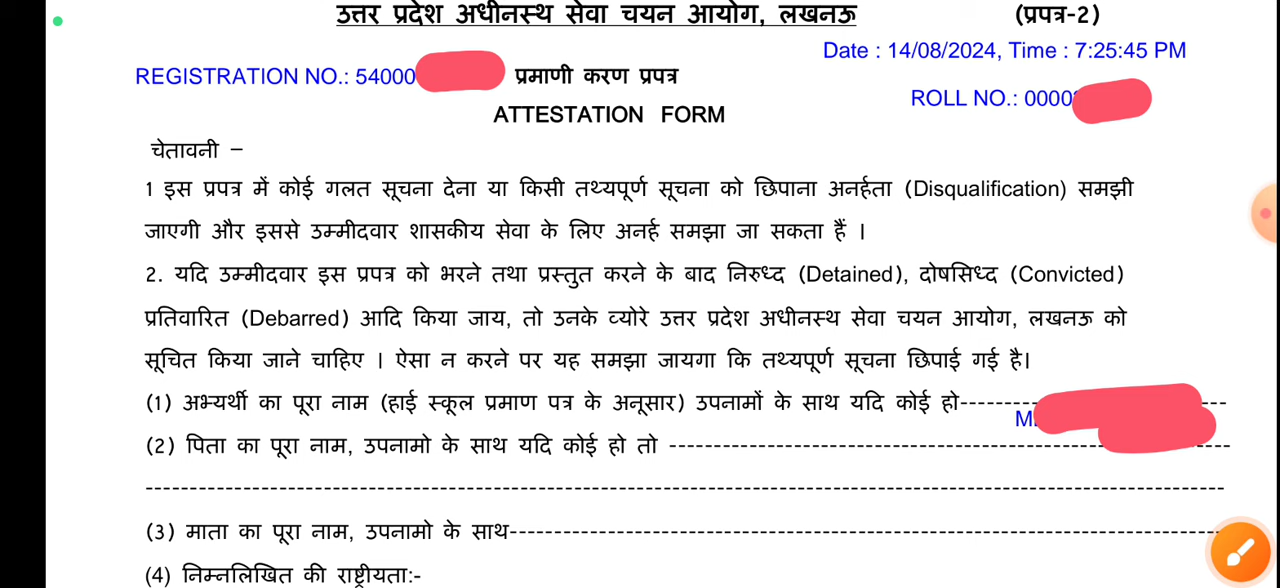 उत्तर प्रदेश अधीनस्थ सेवा चयन आयोग, लखनऊ (प्रपत्र-2)
Date : 14/08/2024, Time : 7:25:45 PM
REGISTRATION NO.: 54000 प्रमाणी करण प्रपत्र
ROLL NO.: 0000
ATTESTATION FORM
चेतावनी –
1 इस प्रपत्र में कोई गलत सूचना देना या किसी तथ्यपूर्ण सूचना को छिपाना अनर्हता (Disqualification) समझी
जाएगी और इससे उम्मीदवार शासकीय सेवा के लिए अनर्ह समझा जा सकता हैं ।
2. यदि उम्मीदवार इस प्रपत्र को भरने तथा प्रस्तुत करने के बाद निरुध्द (Detained), दोषसिध्द (Convicted)
प्रतिवारित (Debarred) आदि किया जाय, तो उनके व्योरे उत्तर प्रदेश अधीनस्थ सेवा चयन आयोग, लखनऊ को
सूचित किया जाने चाहिए । ऐसा न करने पर यह समझा जायगा कि तथ्यपूर्ण सूचना छिपाई गई है।
(1) अभ्यर्थी का पूरा नाम (हाई स्कूल प्रमाण पत्र के अनूसार) उपनामों के साथ यदि कोई हो
(2) पिता का पूरा नाम, उपनामो के साथ यदि कोई हो तो
(3) माता का पूरा नाम, उपनामो के साथ
(4) निम्नलिखित की राष्ट्रीयता:-